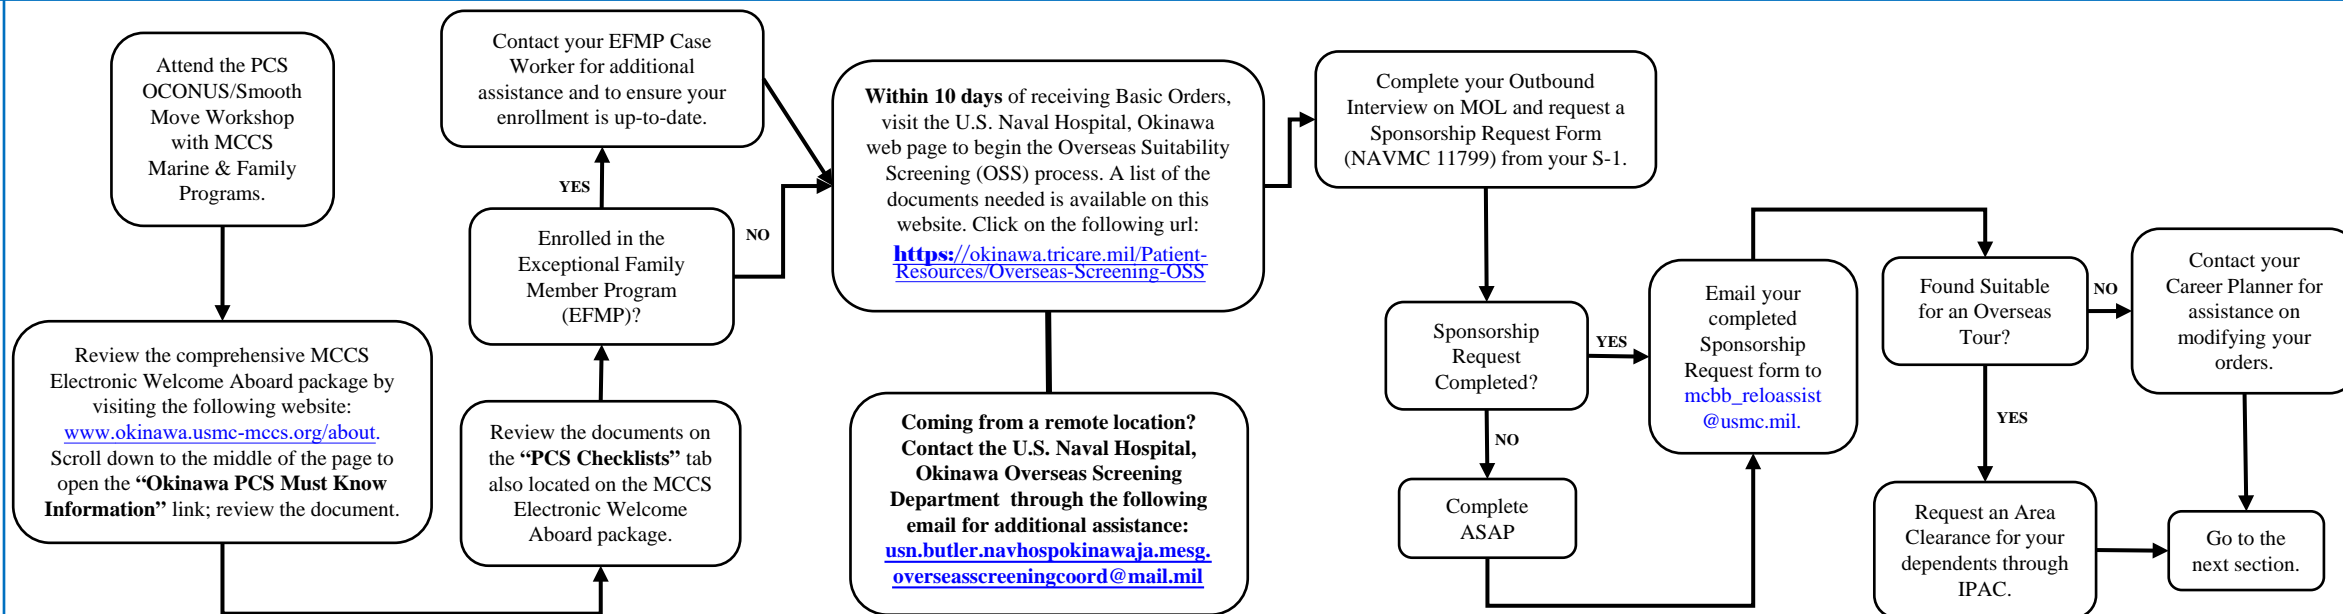 Attend the PCS
OCONUS/Smooth
Move Workshop
with MCCS
Marine & Family
Programs.
Review the comprehensive MCCS
Electronic Welcome Aboard package by
visiting the following website:
www.okinawa.usmc-mccs.org/about.
Scroll down to the middle of the page to
open the “Okinawa PCS Must Know
Information” link; review the document.
Review the documents on
the “PCS Checklists” tab
also located on the MCCS
Electronic Welcome
Aboard package.
Enrolled in the
Exceptional Family
Member Program
(EFMP)?
YES
NO
Contact your EFMP Case
Worker for additional
assistance and to ensure your
enrollment is up-to-date.
Within 10 days of receiving Basic Orders,
visit the U.S. Naval Hospital, Okinawa
web page to begin the Overseas Suitability
Screening (OSS) process. A list of the
documents needed is available on this
website. Click on the following url:
https://okinawa.tricare.mil/Patient-
Resources/Overseas-Screening-OSS
Coming from a remote location?
Contact the U.S. Naval Hospital,
Okinawa Overseas Screening
Department through the following
email for additional assistance:
usn.butler.navhospokinawaja.mesg.
overseasscreeningcoord@mail.mil
Complete your Outbound
Interview on MOL and request a
Sponsorship Request Form
(NAVMC 11799) from your S-1.
Sponsorship
Request
Completed?
YES
NO
Complete
ASAP
Email your
completed
Sponsorship
Request form to
mcbb_reloassist
@usmc.mil.
Found Suitable
for an Overseas
Tour?
NO
YES
Contact your
Career Planner for
assistance on
modifying your
orders.
Request an Area
Clearance for your
dependents through
IPAC.
Go to the
next section.